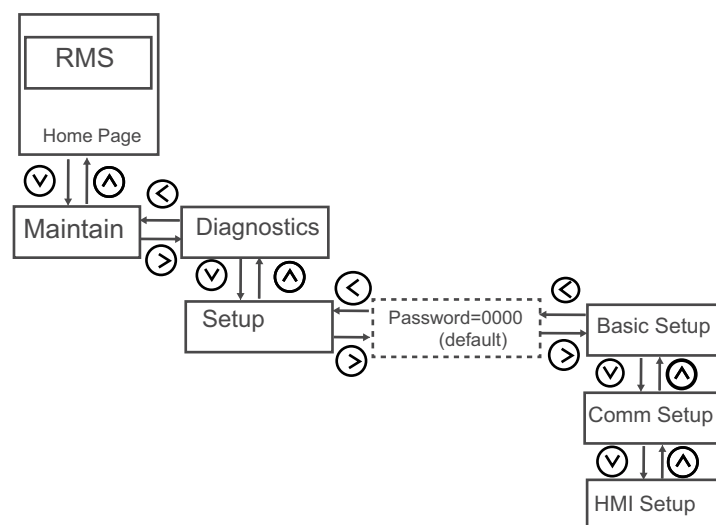 RMS
Home Page
Maintain
Diagnostics
Setup
Password=0000
(default)
Basic Setup
Comm Setup
HMI Setup